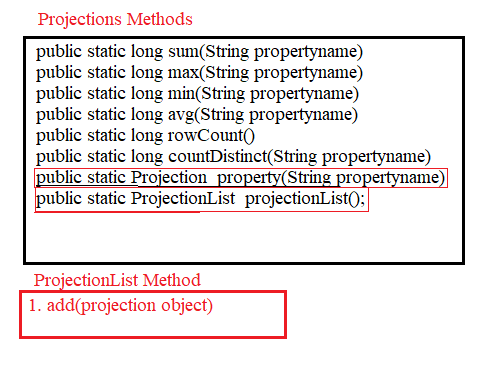 Projections Methods
public static long sum(String propertyname)
public static long max(String propertyname)
public static long min(String propertyname)
public static long avg(String propertyname)
public static long rowCount()
public static long countDistinct(String propertyname)
public static Projection property(String propertyname)
public static ProjectionList projectionList();
ProjectionList Method
1. add(projection object)